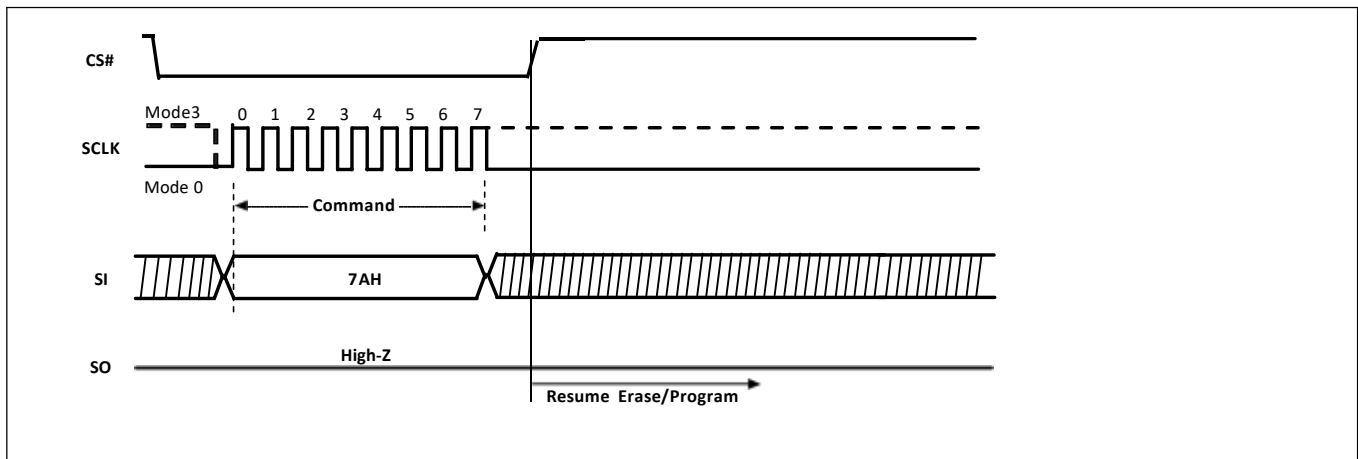 CS#
Mode3 0 1 2 3 4 5 6 7
SCLK
Mode 0
Command
SI 7AH
High-Z
SO
Resume Erase/Program